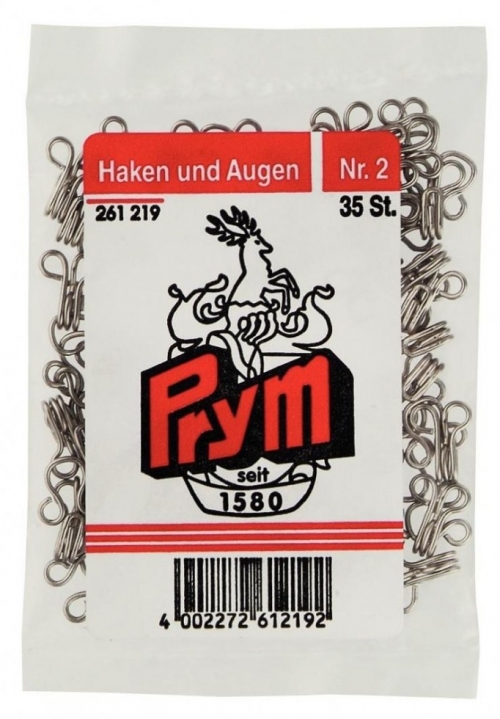 Haken und Augen Nr. 2
261 219 35 St.
Prym
seit
1580
4 002272 612192